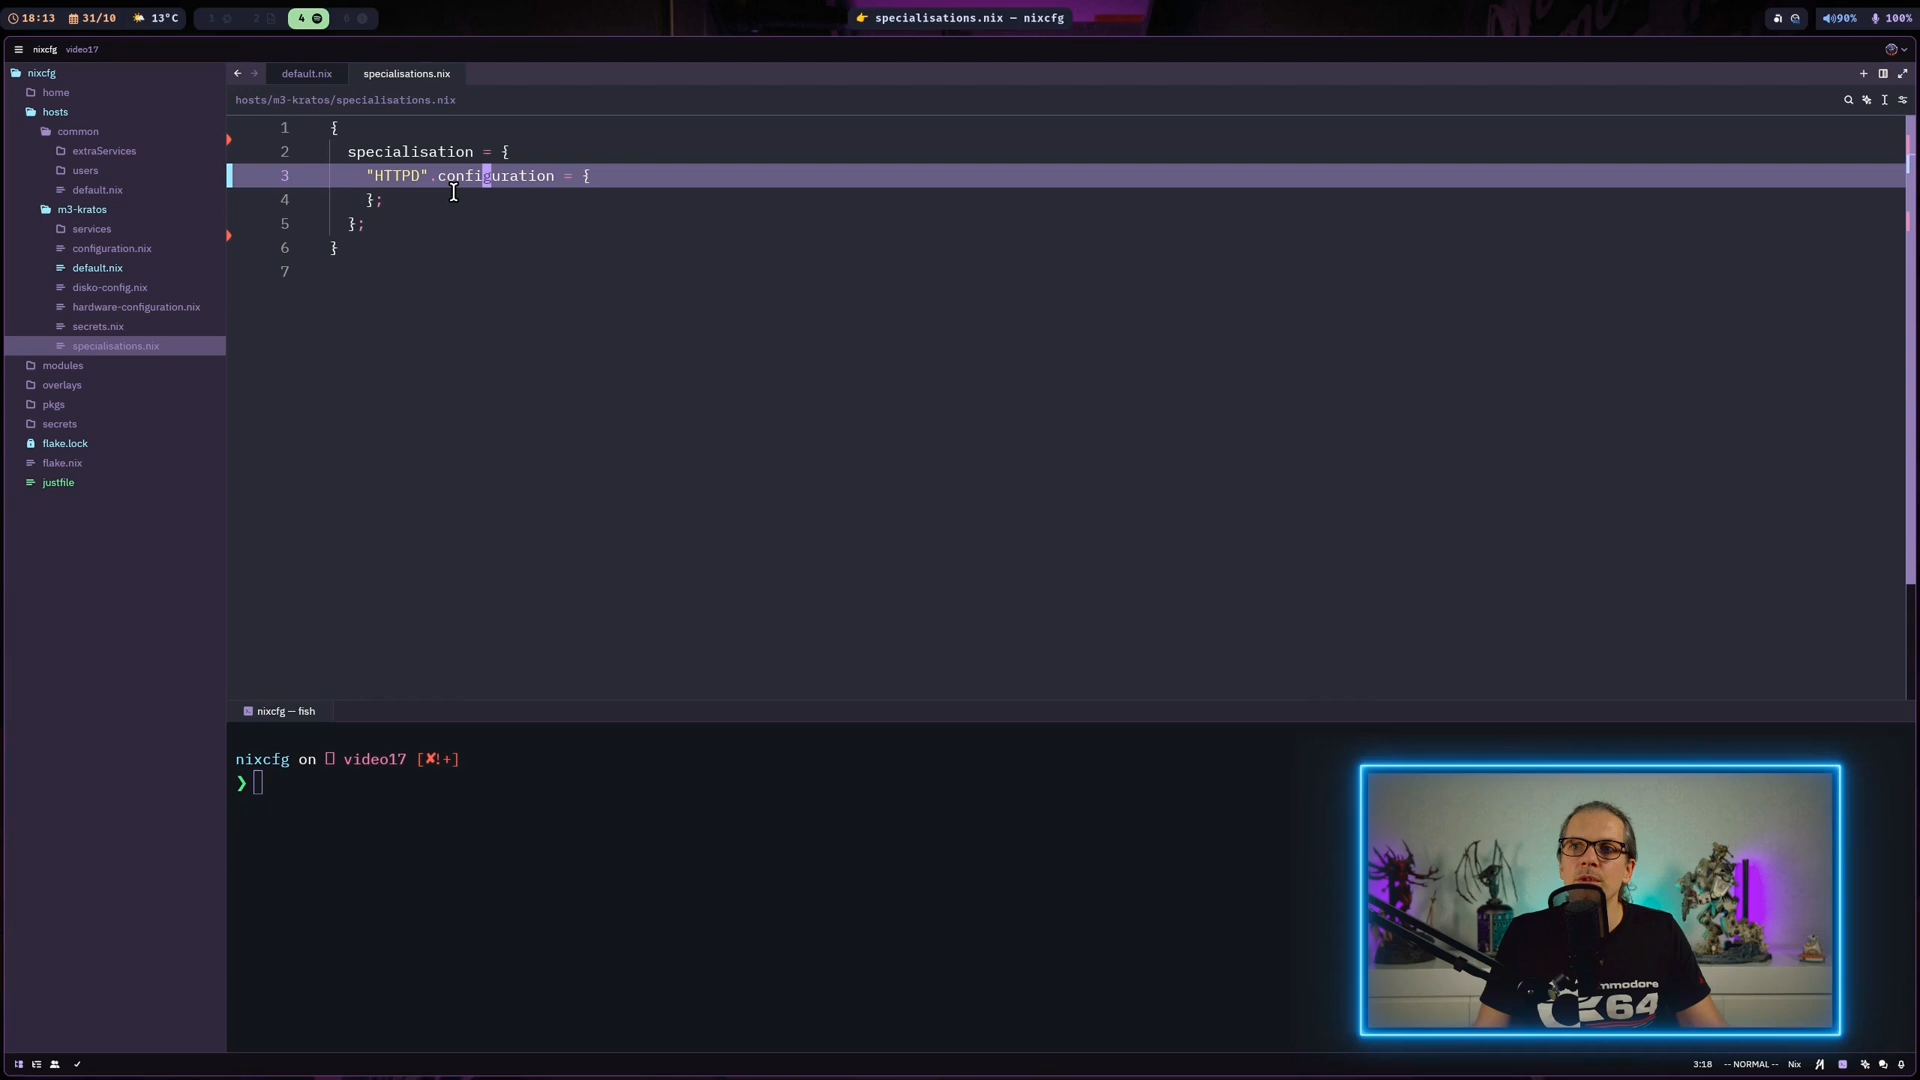 18:13 31/10 13°C 1 2 4 6 👉 specialisations.nix — nixcfg 90% 100%
nixcfg video17
nixcfg
home
hosts
common
extraServices
users
default.nix
m3-kratos
services
configuration.nix
default.nix
disko-config.nix
hardware-configuration.nix
secrets.nix
specialisations.nix
modules
overlays
pkgs
secrets
flake.lock
flake.nix
justfile
default.nix specialisations.nix
hosts/m3-kratos/specialisations.nix
1 {
2 specialisation = {
3 "HTTPD".configuration = {
4 };
5 };
6 }
7
nixcfg — fish
nixcfg on video17 [✘!+]
❯
mmodore
64
3:18 -- NORMAL -- Nix